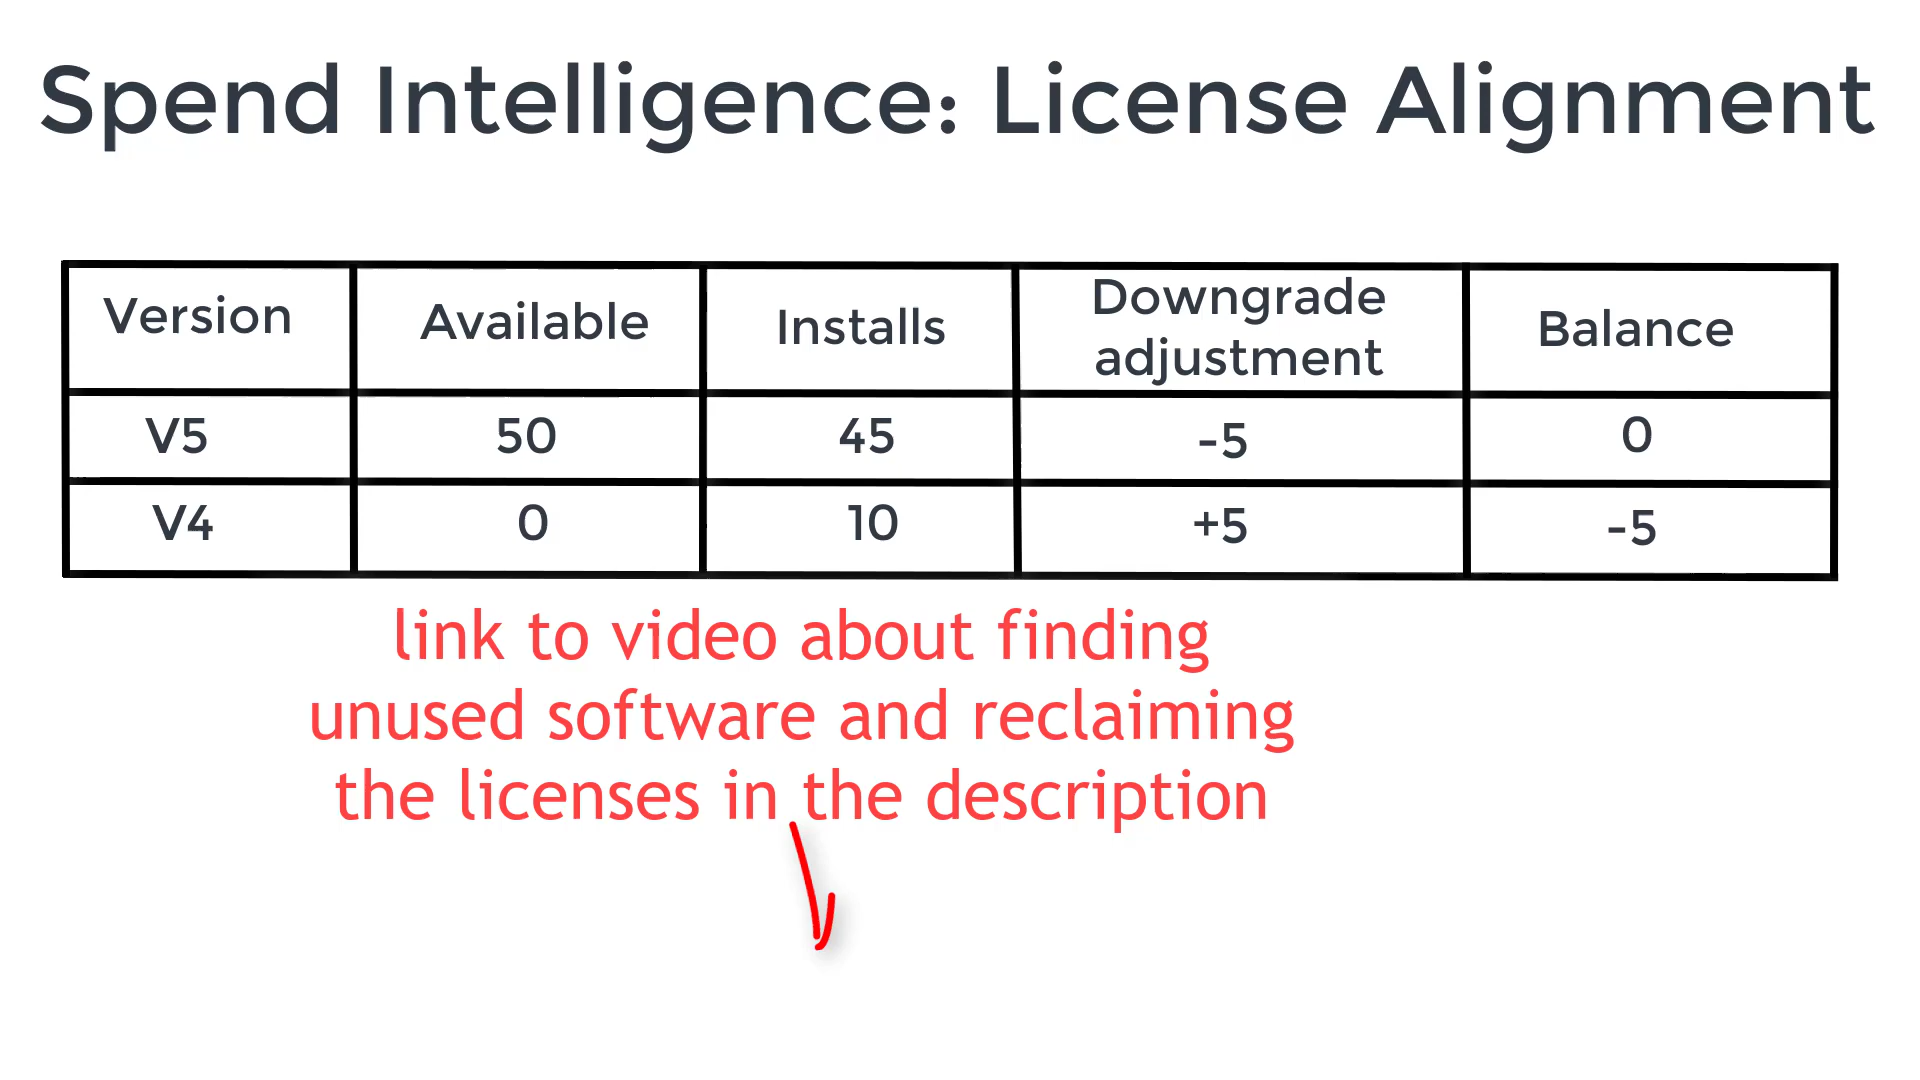 Spend Intelligence: License Alignment
Version Available Installs Downgrade adjustment Balance
V5 50 45 -5 0
V4 0 10 +5 -5
link to video about finding
unused software and reclaiming
the licenses in the description